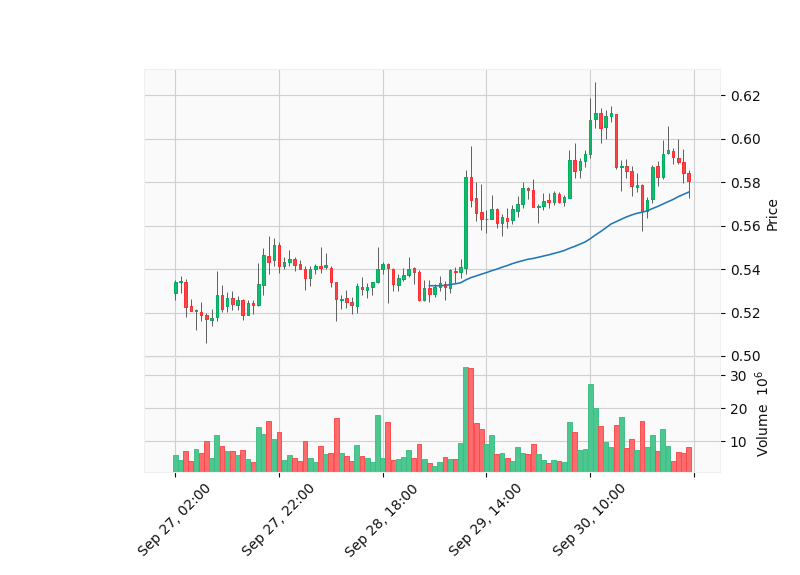 0.62
0.60
0.58
0.56
0.54
0.52
0.50
Price
30
20
10
Volume 10⁶
Sep 27, 02:00
Sep 27, 22:00
Sep 28, 18:00
Sep 29, 14:00
Sep 30, 10:00